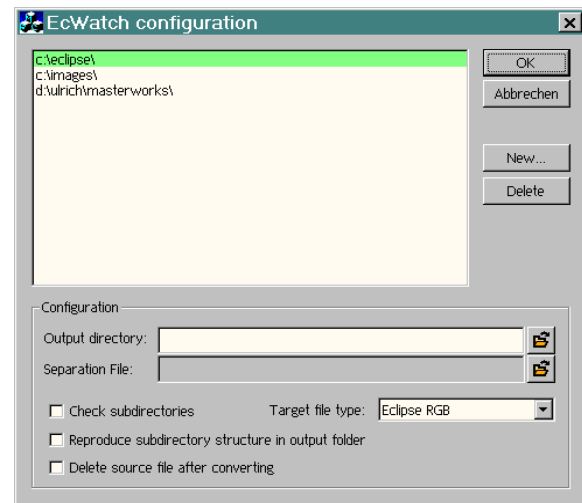 EcWatch configuration
c:\eclipse\
c:\images\
d:\ulrich\masterworks\
OK
Abbrechen
New...
Delete
Configuration
Output directory:
Separation File:
Check subdirectories
Target file type: Eclipse RGB
Reproduce subdirectory structure in output folder
Delete source file after converting